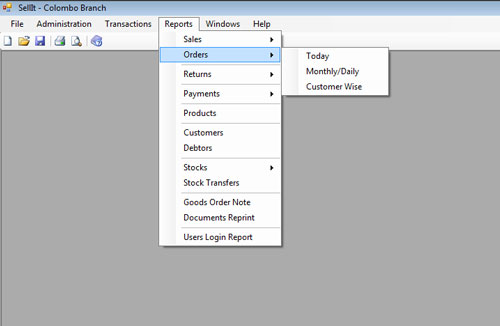 SellIt - Colombo Branch
File Administration Transactions Reports Windows Help
Sales
Orders
Today
Monthly/Daily
Customer Wise
Returns
Payments
Products
Customers
Debtors
Stocks
Stock Transfers
Goods Order Note
Documents Reprint
Users Login Report